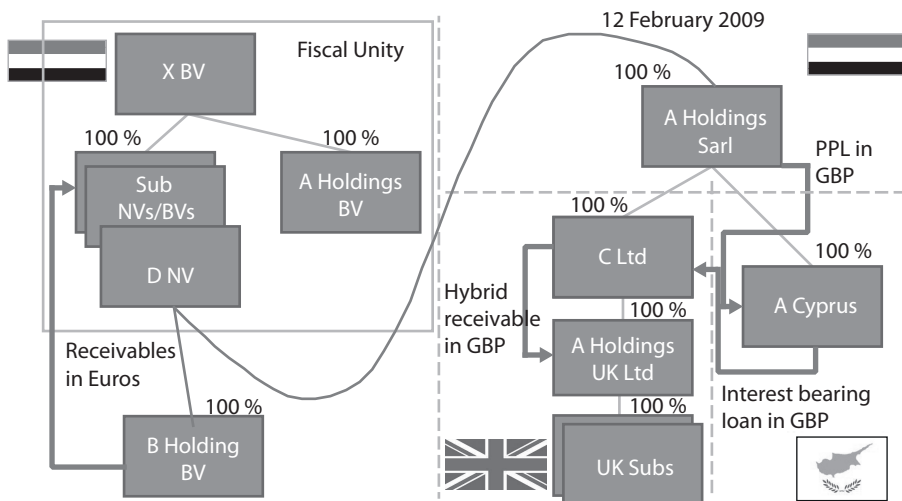 12 February 2009
Fiscal Unity
X BV
100 %
100 %
Sub
NVs/BVs
D NV
A Holdings
BV
Receivables
in Euros
100 %
B Holding
BV
100 %
A Holdings
Sarl
PPL in
GBP
100 %
C Ltd
100 %
A Cyprus
Hybrid
receivable
in GBP
100 %
A Holdings
UK Ltd
Interest bearing
loan in GBP
100 %
UK Subs